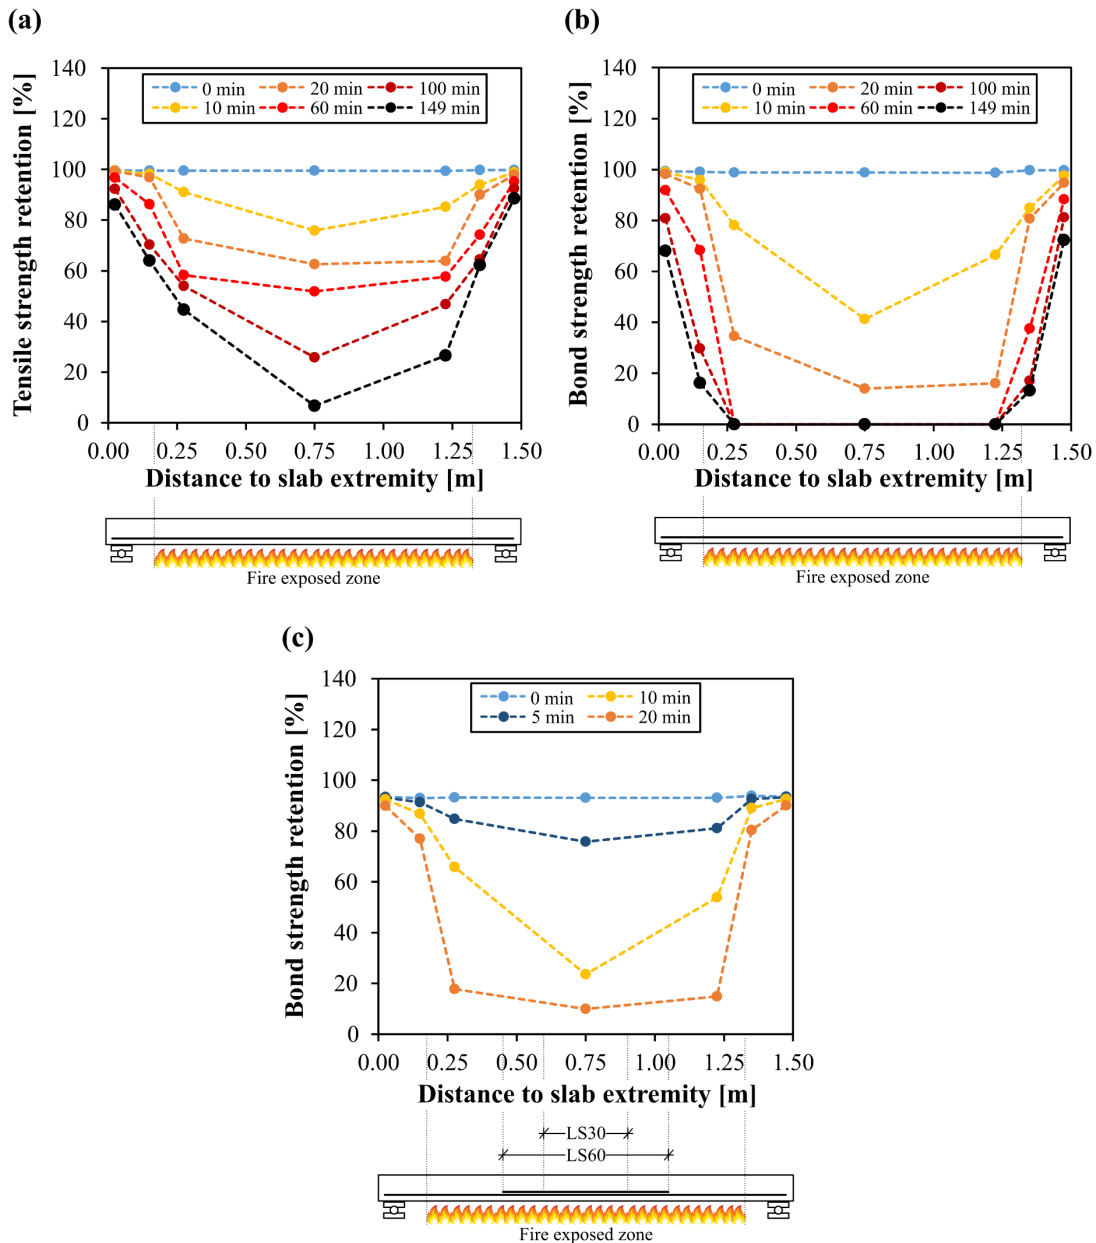 (a)
Tensile strength retention [%]
140
120
100
80
60
40
20
0
0 min 20 min 100 min
10 min 60 min 149 min
0.00 0.25 0.50 0.75 1.00 1.25 1.50
Distance to slab extremity [m]
Fire exposed zone
(b)
Bond strength retention [%]
140
120
100
80
60
40
20
0
0 min 20 min 100 min
10 min 60 min 149 min
0.00 0.25 0.50 0.75 1.00 1.25 1.50
Distance to slab extremity [m]
Fire exposed zone
(c)
Bond strength retention [%]
140
120
100
80
60
40
20
0
0 min 10 min
5 min 20 min
0.00 0.25 0.50 0.75 1.00 1.25 1.50
Distance to slab extremity [m]
LS30
LS60
Fire exposed zone